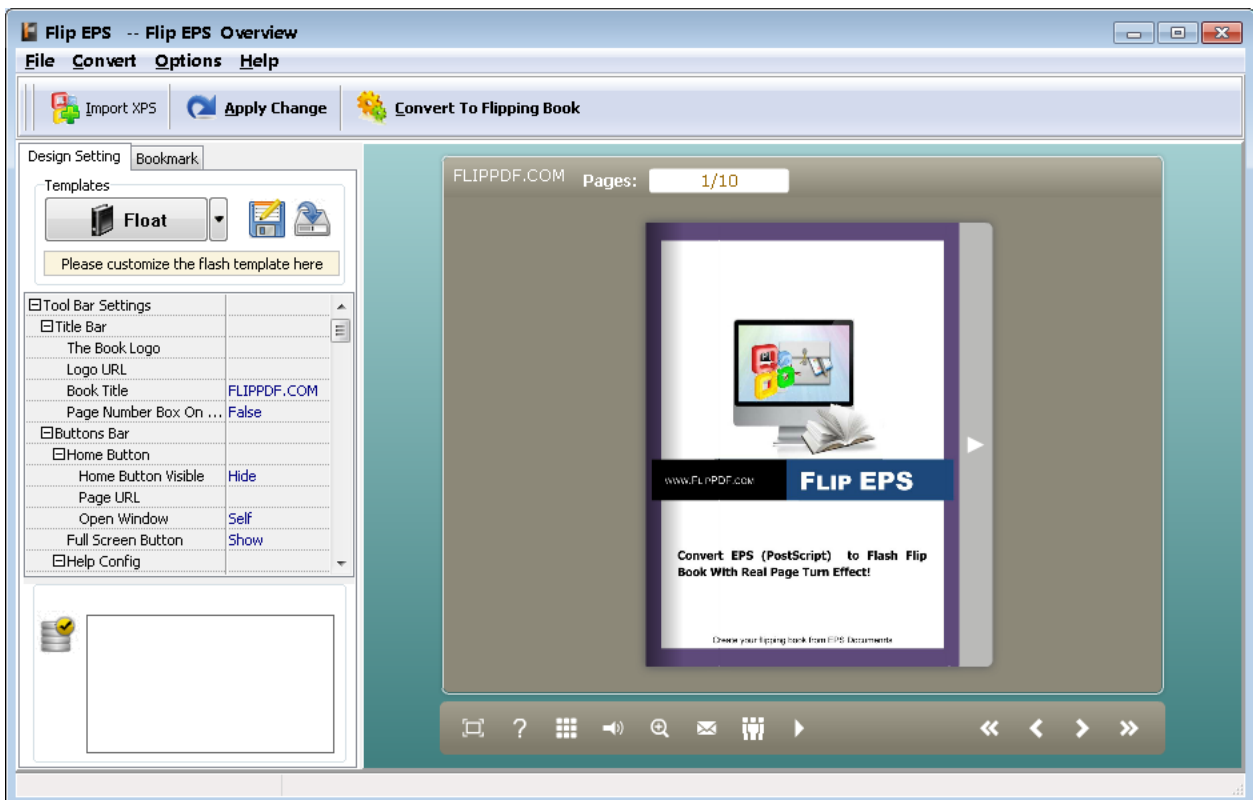 Flip EPS -- Flip EPS Overview
File Convert Options Help
Import XPS Apply Change Convert To Flipping Book
Design Setting Bookmark
Templates
Float
Please customize the flash template here
Tool Bar Settings
Title Bar
The Book Logo
Logo URL
Book Title FLIPPDF.COM
Page Number Box On ... False
Buttons Bar
Home Button
Home Button Visible Hide
Page URL
Open Window Self
Full Screen Button Show
Help Config
FLIPPDF.COM Pages: 1/10
www.FlipPDF.com FLIP EPS
Convert EPS (PostScript) to Flash Flip
Book With Real Page Turn Effect!
Create your flipping book from EPS Documents